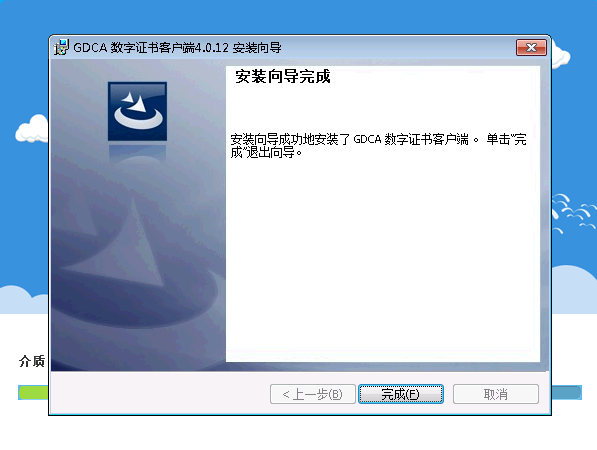 GDCA 数字证书客户端4.0.12 安装向导
安装向导完成
安装向导成功地安装了 GDCA 数字证书客户端 。 单击“完
成”退出向导。
介质
< 上一步(B)
完成(F)
取消